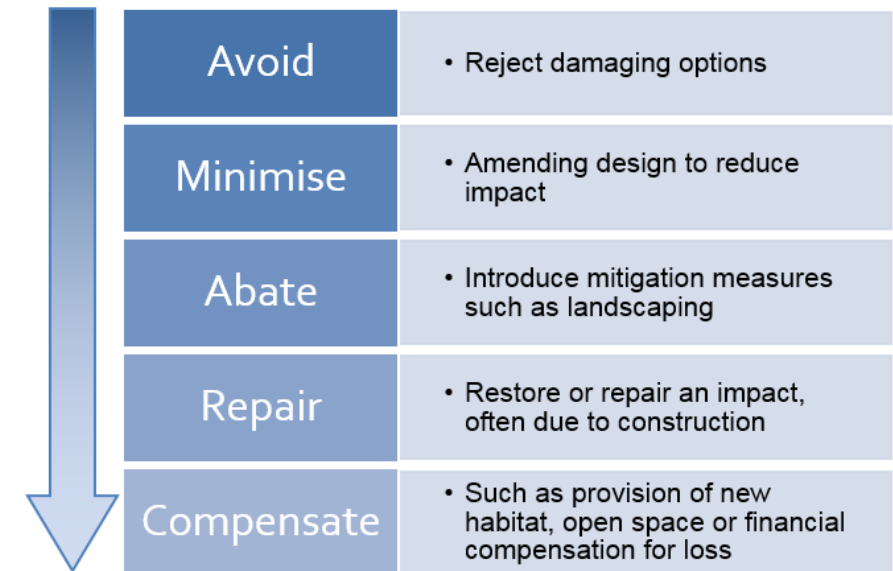 Avoid
• Reject damaging options
Minimise
• Amending design to reduce
impact
Abate
• Introduce mitigation measures
such as landscaping
Repair
• Restore or repair an impact,
often due to construction
Compensate
• Such as provision of new
habitat, open space or financial
compensation for loss